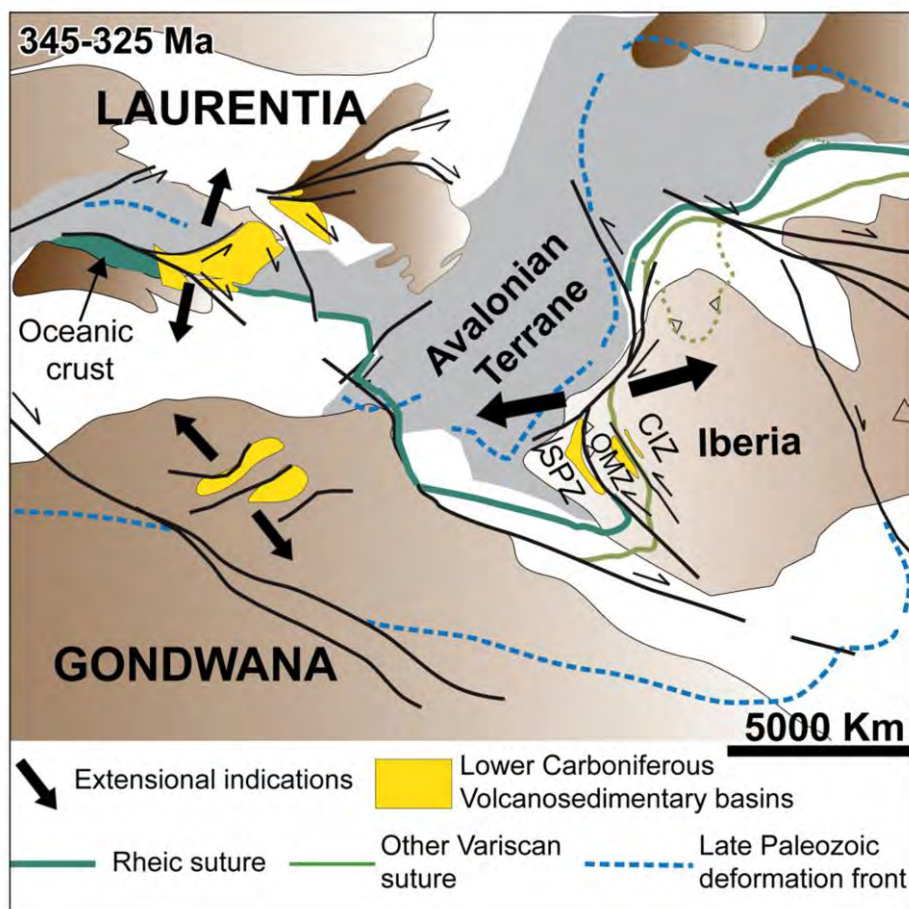 345-325 Ma
LAURENTIA
Oceanic
crust
Avalonian
Terrane
SPZ
OMZ
CIZ
Iberia
GONDWANA
5000 Km
Extensional indications
Lower Carboniferous
Volcanosedimentary basins
Rheic suture
Other Variscan
suture
Late Paleozoic
deformation front